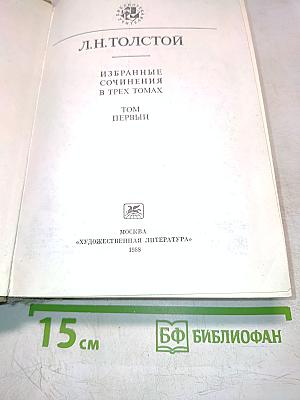 Л.Н.ТОЛСТОЙ
ИЗБРАННЫЕ
СОЧИНЕНИЯ
В ТРЕХ ТОМАХ
ТОМ
ПЕРВЫЙ
МОСКВА
«ХУДОЖЕСТВЕННАЯ ЛИТЕРАТУРА»
1988
15 см
БФ БИБЛИОФАН